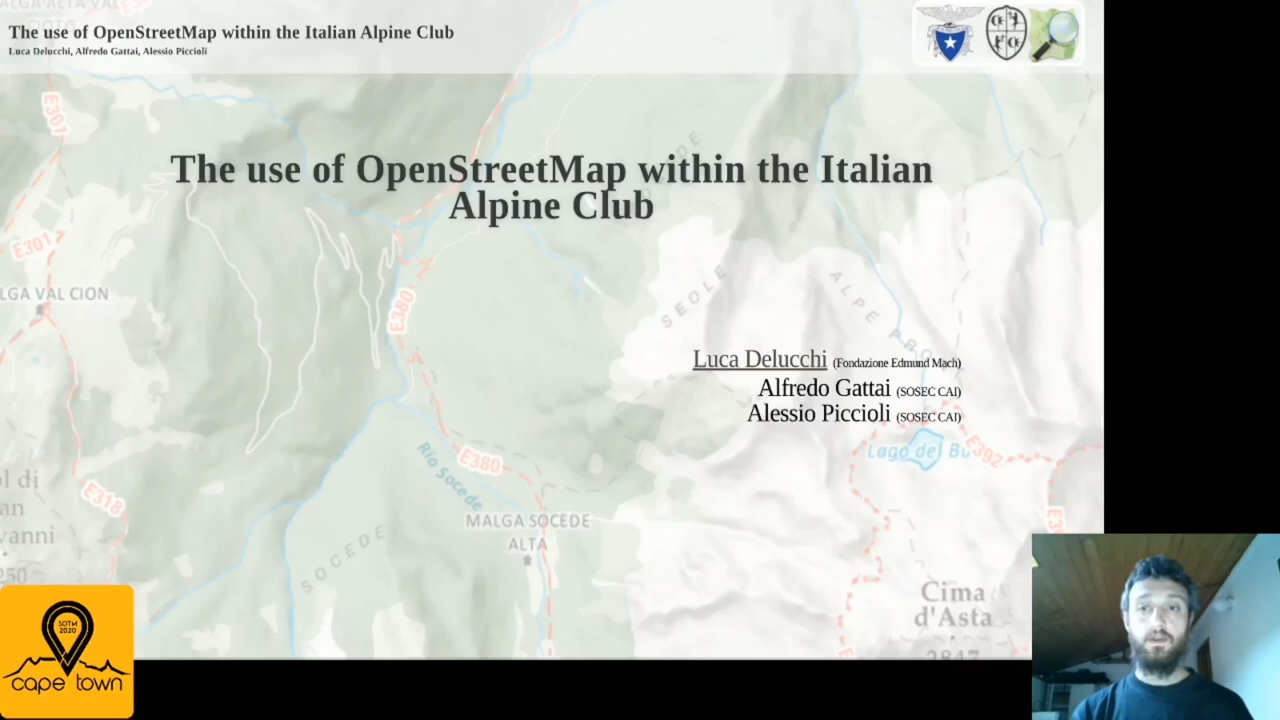 The use of OpenStreetMap within the Italian Alpine Club
Luca Delucchi, Alfredo Gattai, Alessio Piccioli
The use of OpenStreetMap within the Italian
Alpine Club
Luca Delucchi (Fondazione Edmund Mach)
Alfredo Gattai (SOSEC CAI)
Alessio Piccioli (SOSEC CAI)
E301
E301
LGA VAL CION
E380
SEOLE
ALPE PRO
Lago del Bu
E392
E380
Rio Socede
E318
MALGA SOCEDE
ALTA
SOCEDE
Cima
d'Asta
2847
SOTM
2020
cape town